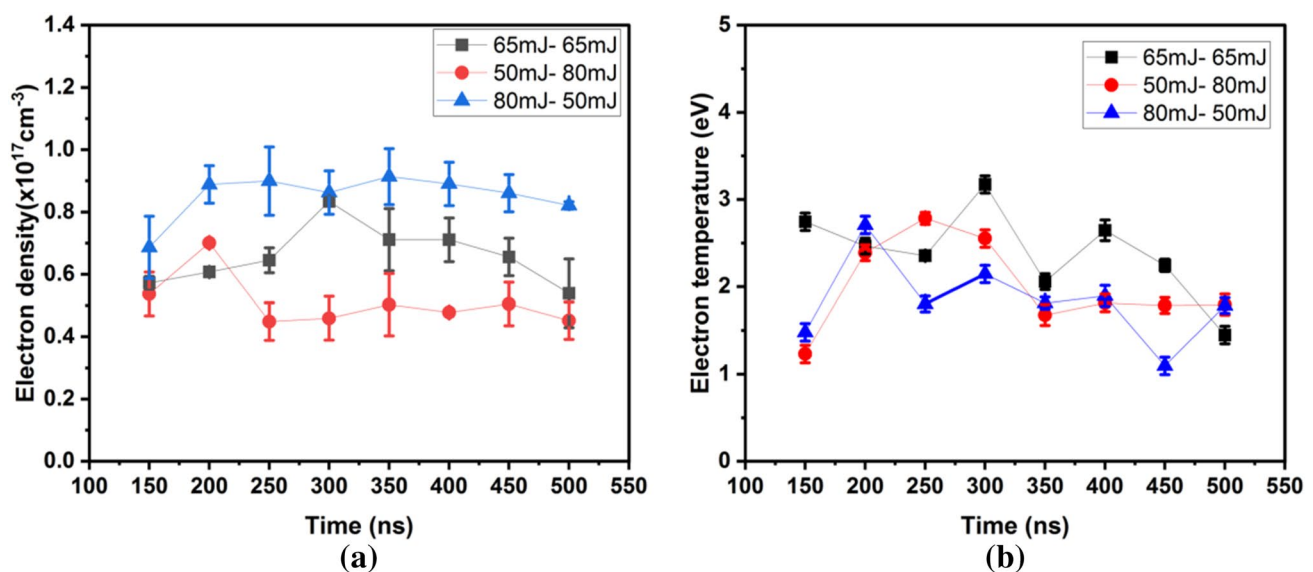 1.4
1.2
1.0
0.8
0.6
0.4
0.2
0.0
Electron density(x10¹⁷cm⁻³)
65mJ- 65mJ
50mJ- 80mJ
80mJ- 50mJ
100 150 200 250 300 350 400 450 500 550
Time (ns)
(a)
5
4
3
2
1
0
Electron temperature (eV)
65mJ- 65mJ
50mJ- 80mJ
80mJ- 50mJ
100 150 200 250 300 350 400 450 500 550
Time (ns)
(b)